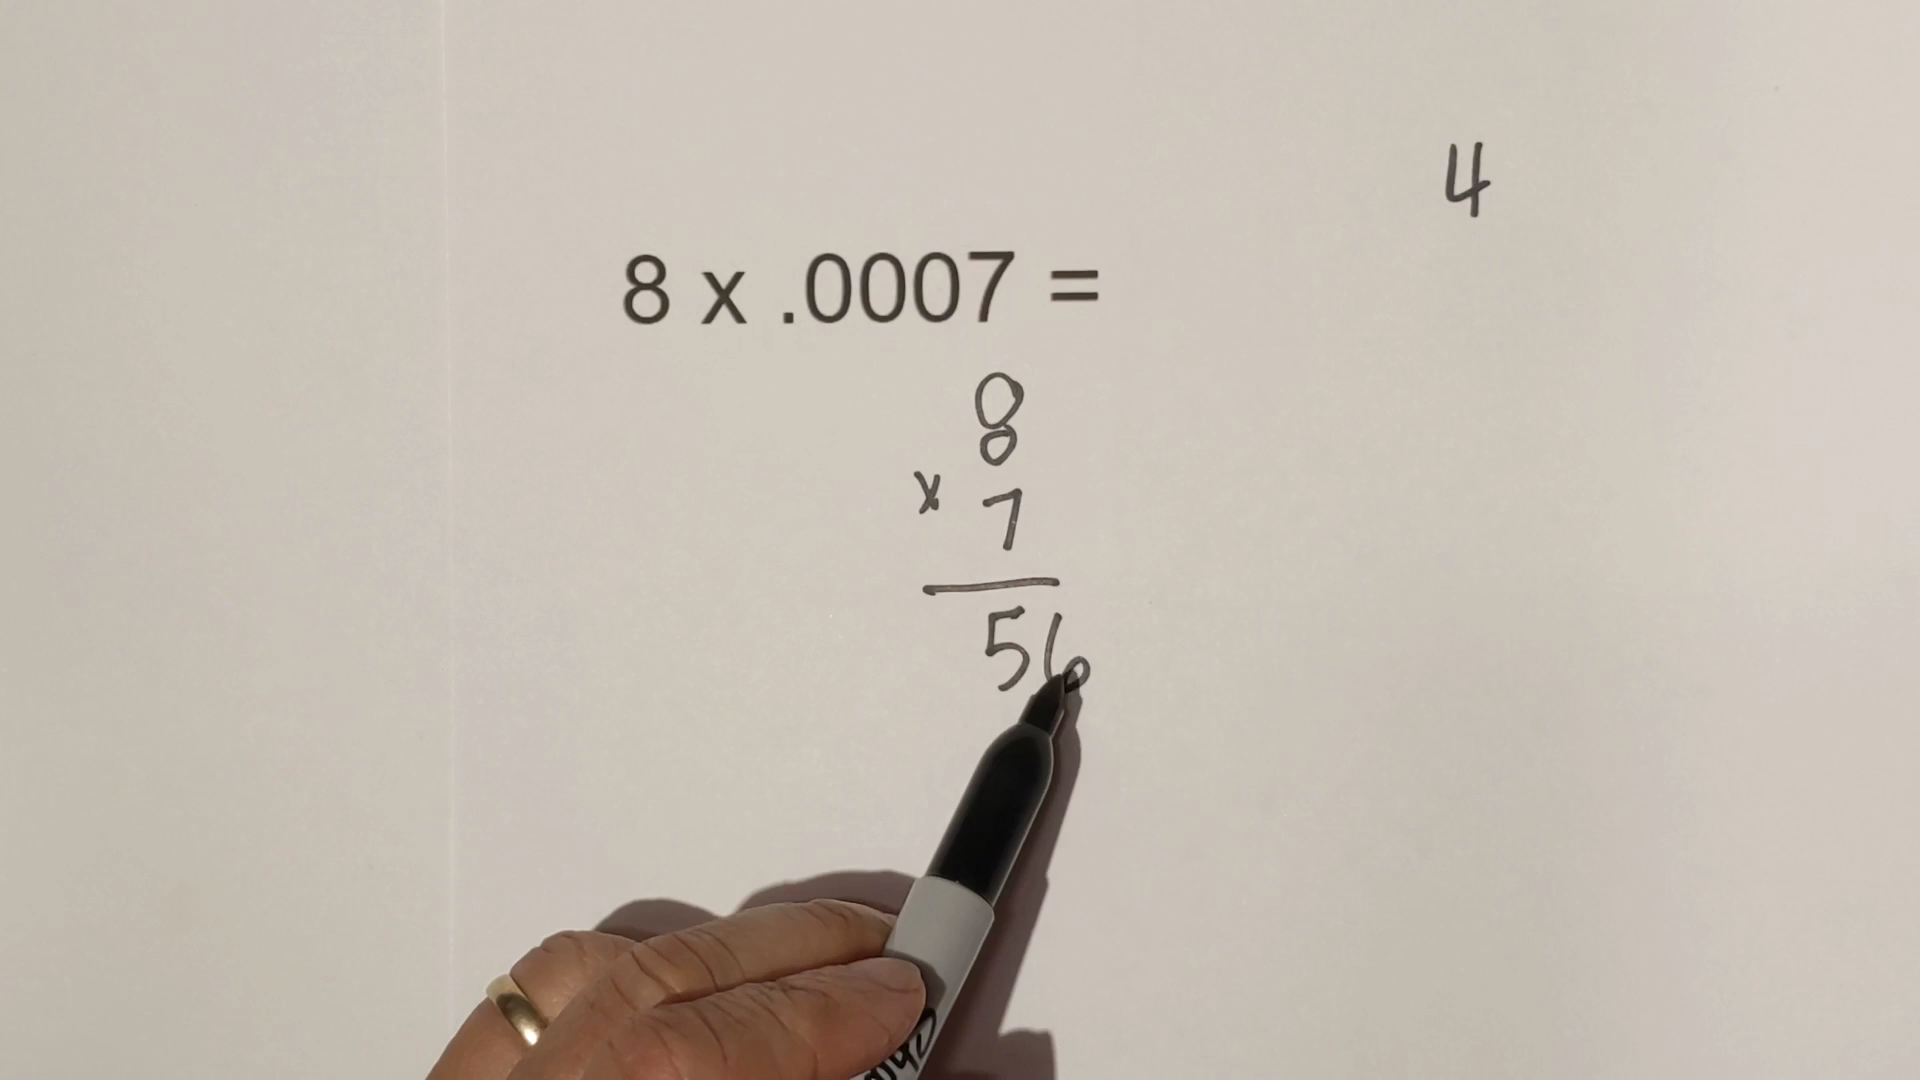 4
8 x .0007 =
8
x 7
56